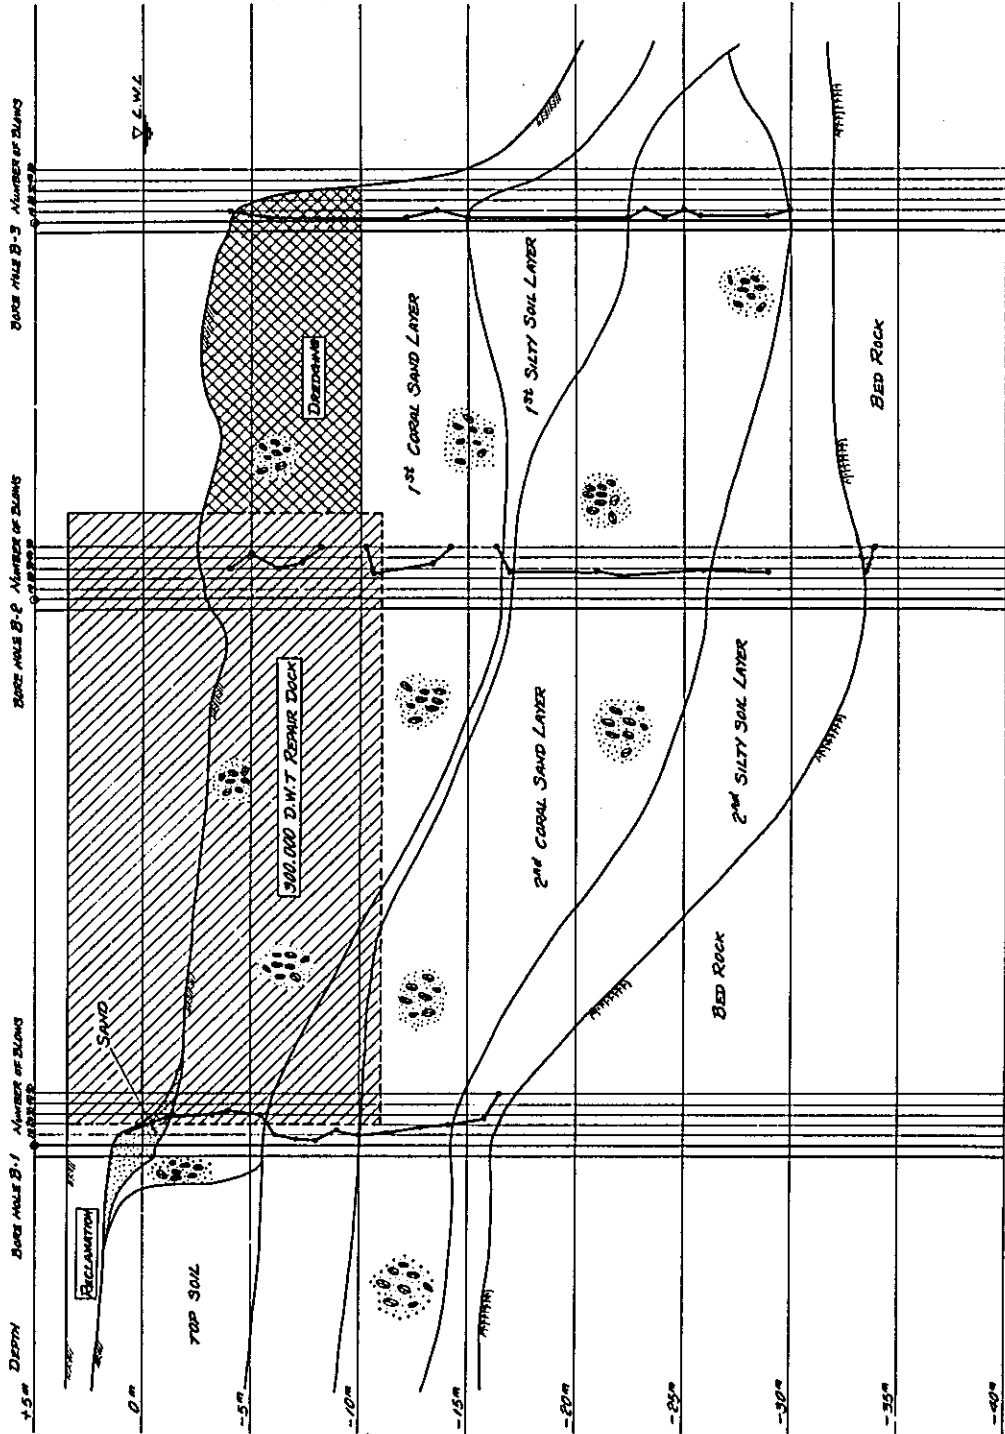 DEPTH
BORE HOLE B-1
NUMBER OF BLOWS
BORE HOLE B-2
NUMBER OF BLOWS
BORE HOLE B-3
NUMBER OF BLOWS
+5m
0m
-5m
-10m
-15m
-20m
-25m
-30m
-35m
-40m
▽ L.W.L
RECLAMATION
SAND
TOP SOIL
300.000 D.W.T REPAIR DOCK
DREDGING
1st CORAL SAND LAYER
1st SILTY SOIL LAYER
2nd CORAL SAND LAYER
2nd SILTY SOIL LAYER
BED ROCK
BED ROCK